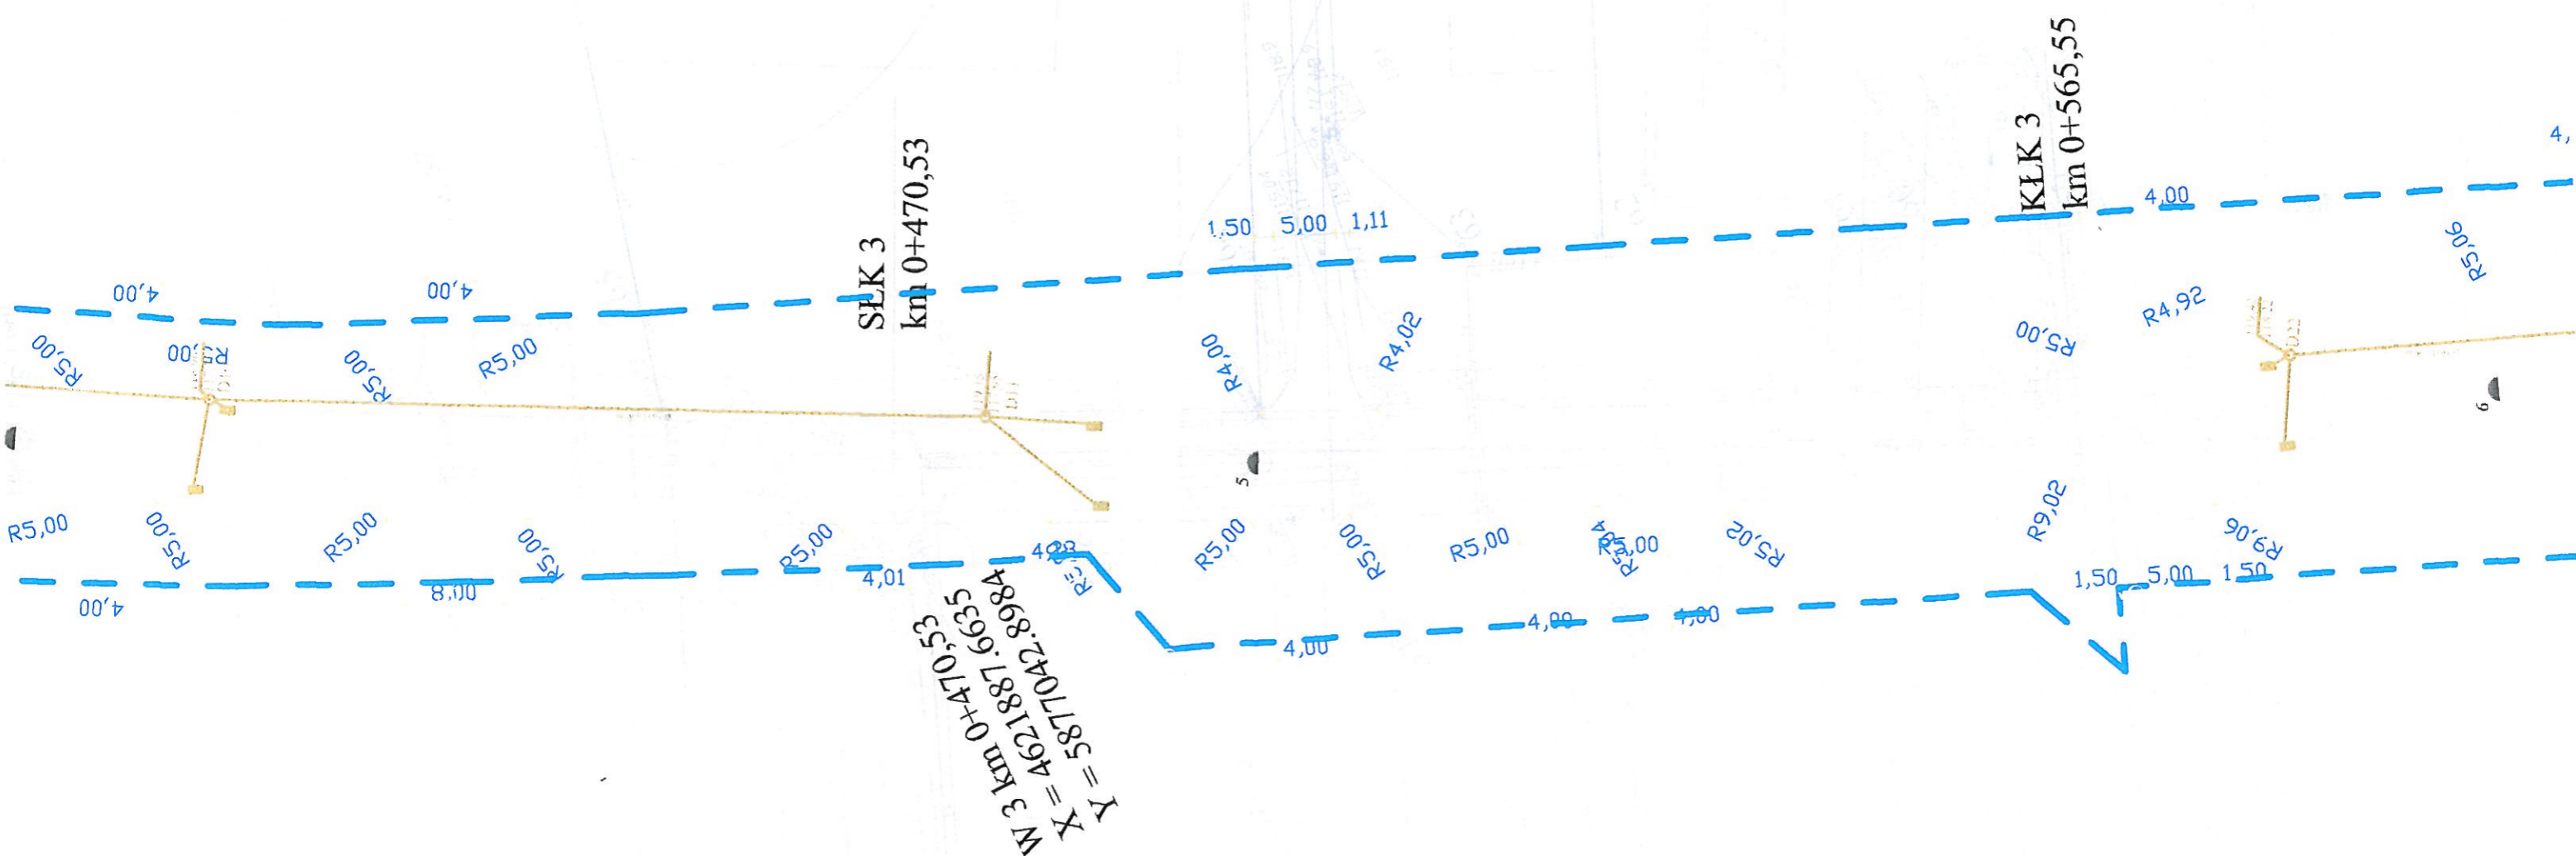 SŁK 3
km 0+470,53
KŁK 3
km 0+565,55
W 3 km 0+470,53
X = 4621887.6635
Y = 5877042.8984
4,00
4,00
1,50 5,00 1,11
4,00
4,
R5,00
R5,00
R5,00
R5,00
R4,00
R4,02
R5,00
R4,92
R5,06
5
6
R5,00
R5,00
R5,00
R5,00
R5,00
R5,00
R5,00
R5,00
R5,00
R5,02
R9,02
R9,06
4,00
8,00
4,01
4,00
4,00
1,50 5,00 1,50